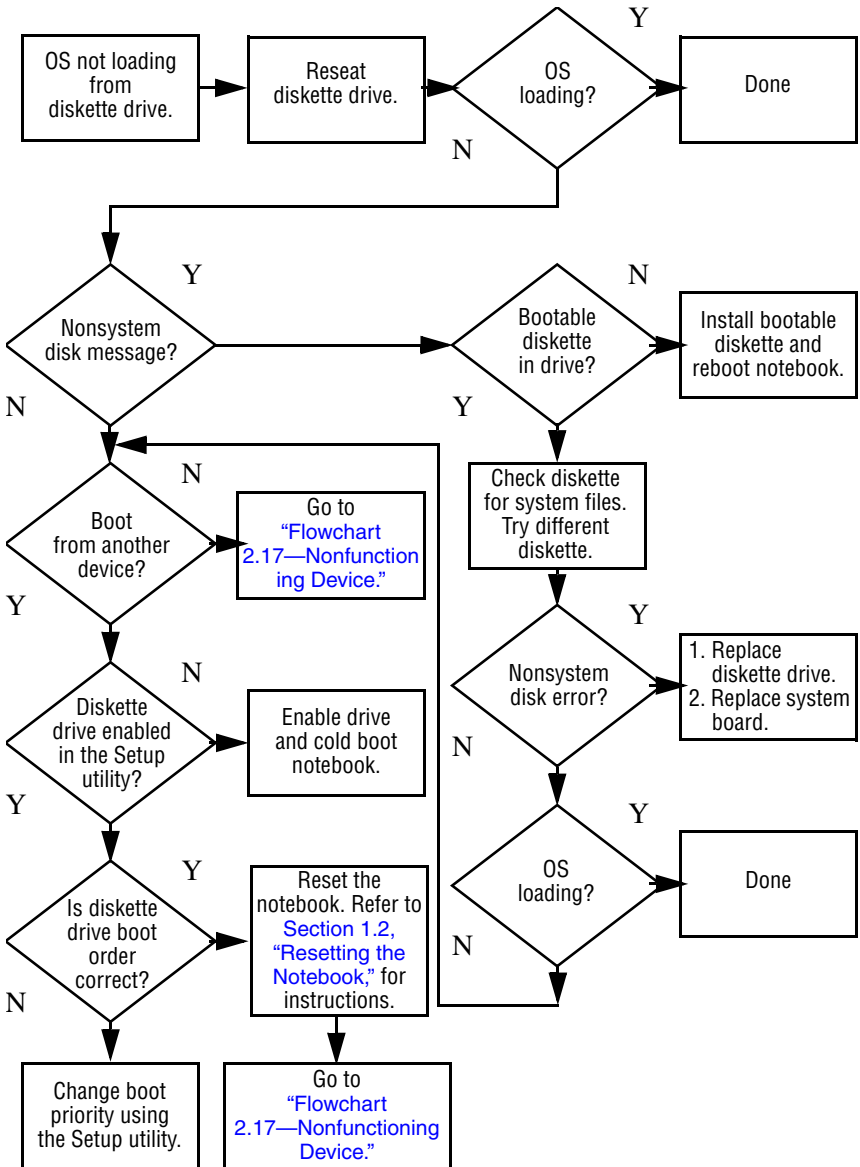 Y
OS not loading
from
diskette drive.
Reseat
diskette drive.
OS
loading?
Done
N
Y
Nonsystem
disk message?
N
Bootable
diskette
in drive?
N
Install bootable
diskette and
reboot notebook.
Y
N
Boot
from another
device?
Go to
“Flowchart
2.17—Nonfunction
ing Device.”
Check diskette
for system files.
Try different
diskette.
Y
N
Diskette
drive enabled
in the Setup
utility?
Enable drive
and cold boot
notebook.
Y
Nonsystem
disk error?
1. Replace
diskette drive.
2. Replace system
board.
N
Y
Y
Is diskette
drive boot
order
correct?
Reset the
notebook. Refer to
Section 1.2,
“Resetting the
Notebook,” for
instructions.
Y
OS
loading?
Done
N
N
Change boot
priority using
the Setup utility.
Go to
“Flowchart
2.17—Nonfunctioning
Device.”